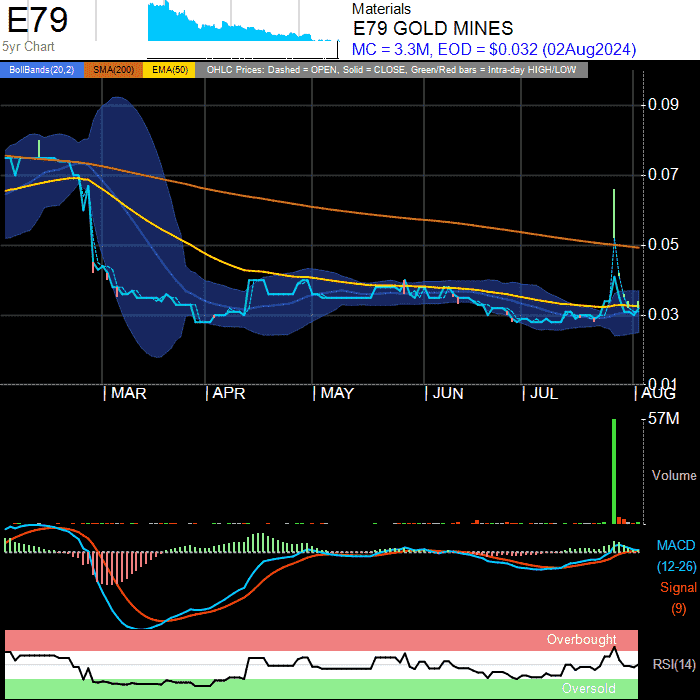 E79
5yr Chart
Materials
E79 GOLD MINES
MC = 3.3M, EOD = $0.032 (02Aug2024)
BollBands(20,2) SMA(200) EMA(50) OHLC Prices: Dashed = OPEN, Solid = CLOSE, Green/Red bars = Intra-day HIGH/LOW
0.09
0.07
0.05
0.03
0.01
MAR APR MAY JUN JUL AUG
57M
Volume
MACD
(12-26)
Signal
(9)
Overbought
RSI(14)
Oversold